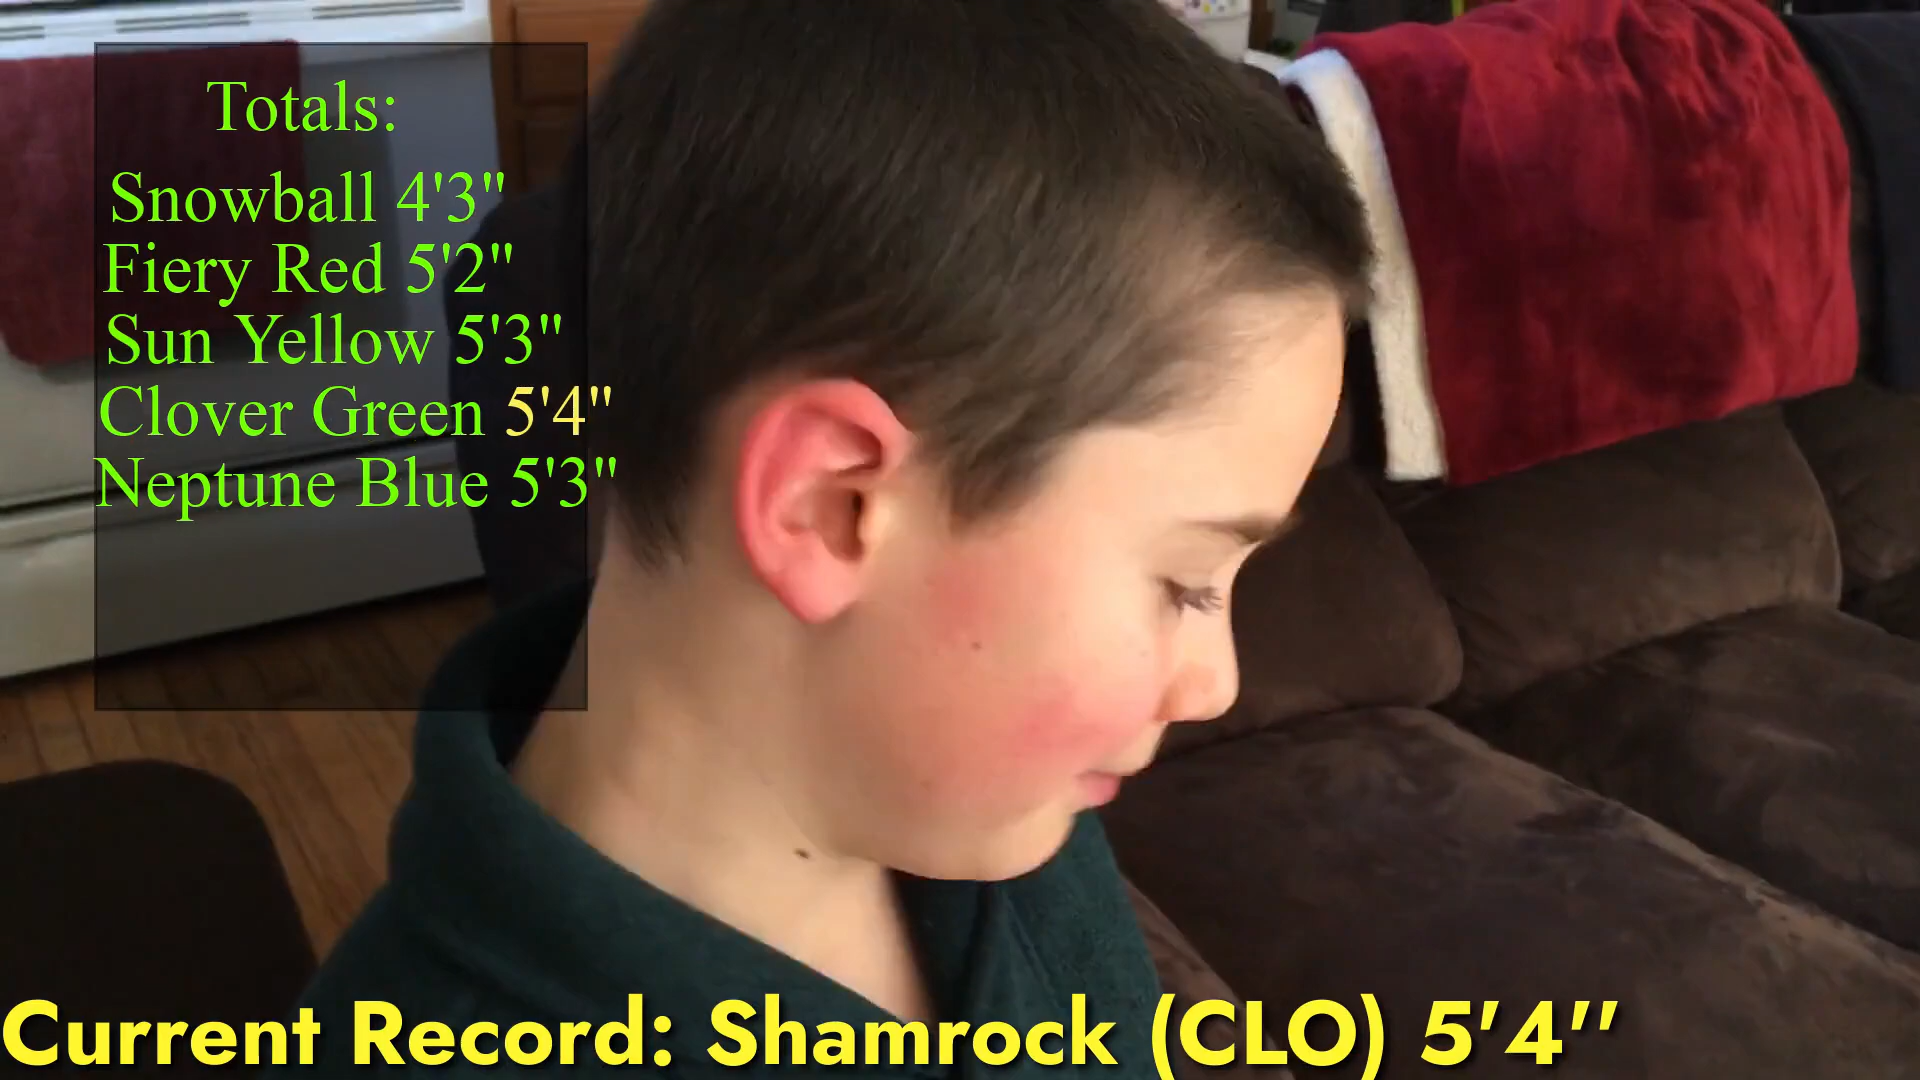 Totals:
Snowball 4'3"
Fiery Red 5'2"
Sun Yellow 5'3"
Clover Green 5'4"
Neptune Blue 5'3"
Current Record: Shamrock (CLO) 5'4''